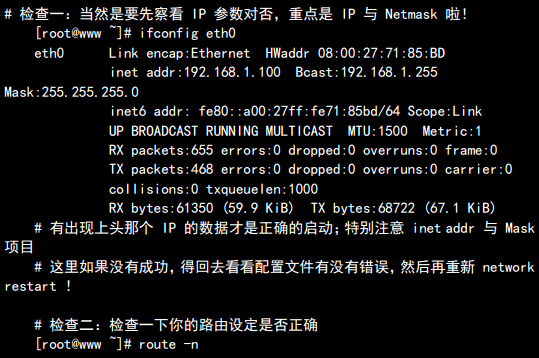 # 检查一：当然是要先察看 IP 参数对否，重点是 IP 与 Netmask 啦！
[root@www ~]# ifconfig eth0
eth0 Link encap:Ethernet HWaddr 08:00:27:71:85:BD
inet addr:192.168.1.100 Bcast:192.168.1.255
Mask:255.255.255.0
inet6 addr: fe80::a00:27ff:fe71:85bd/64 Scope:Link
UP BROADCAST RUNNING MULTICAST MTU:1500 Metric:1
RX packets:655 errors:0 dropped:0 overruns:0 frame:0
TX packets:468 errors:0 dropped:0 overruns:0 carrier:0
collisions:0 txqueuelen:1000
RX bytes:61350 (59.9 KiB) TX bytes:68722 (67.1 KiB)
# 有出现上头那个 IP 的数据才是正确的启动；特别注意 inet addr 与 Mask
项目
# 这里如果没有成功，得回去看看配置文件有没有错误，然后再重新 network
restart ！
# 检查二：检查一下你的路由设定是否正确
[root@www ~]# route -n